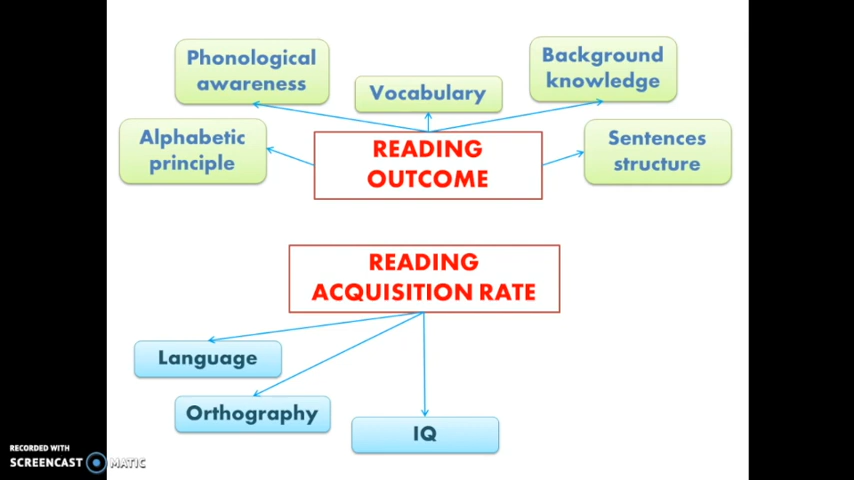 Phonological
awareness
Vocabulary
Background
knowledge
Alphabetic
principle
READING
OUTCOME
Sentences
structure
READING
ACQUISITION RATE
Language
Orthography
IQ
RECORDED WITH
SCREENCAST MATIC